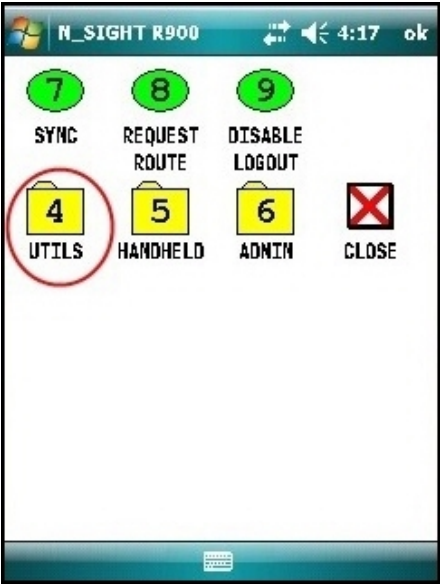 N_SIGHT R900 4:17 ok
7 8 9
SYNC REQUEST ROUTE DISABLE LOGOUT
4 5 6
UTILS HANDHELD ADMIN CLOSE